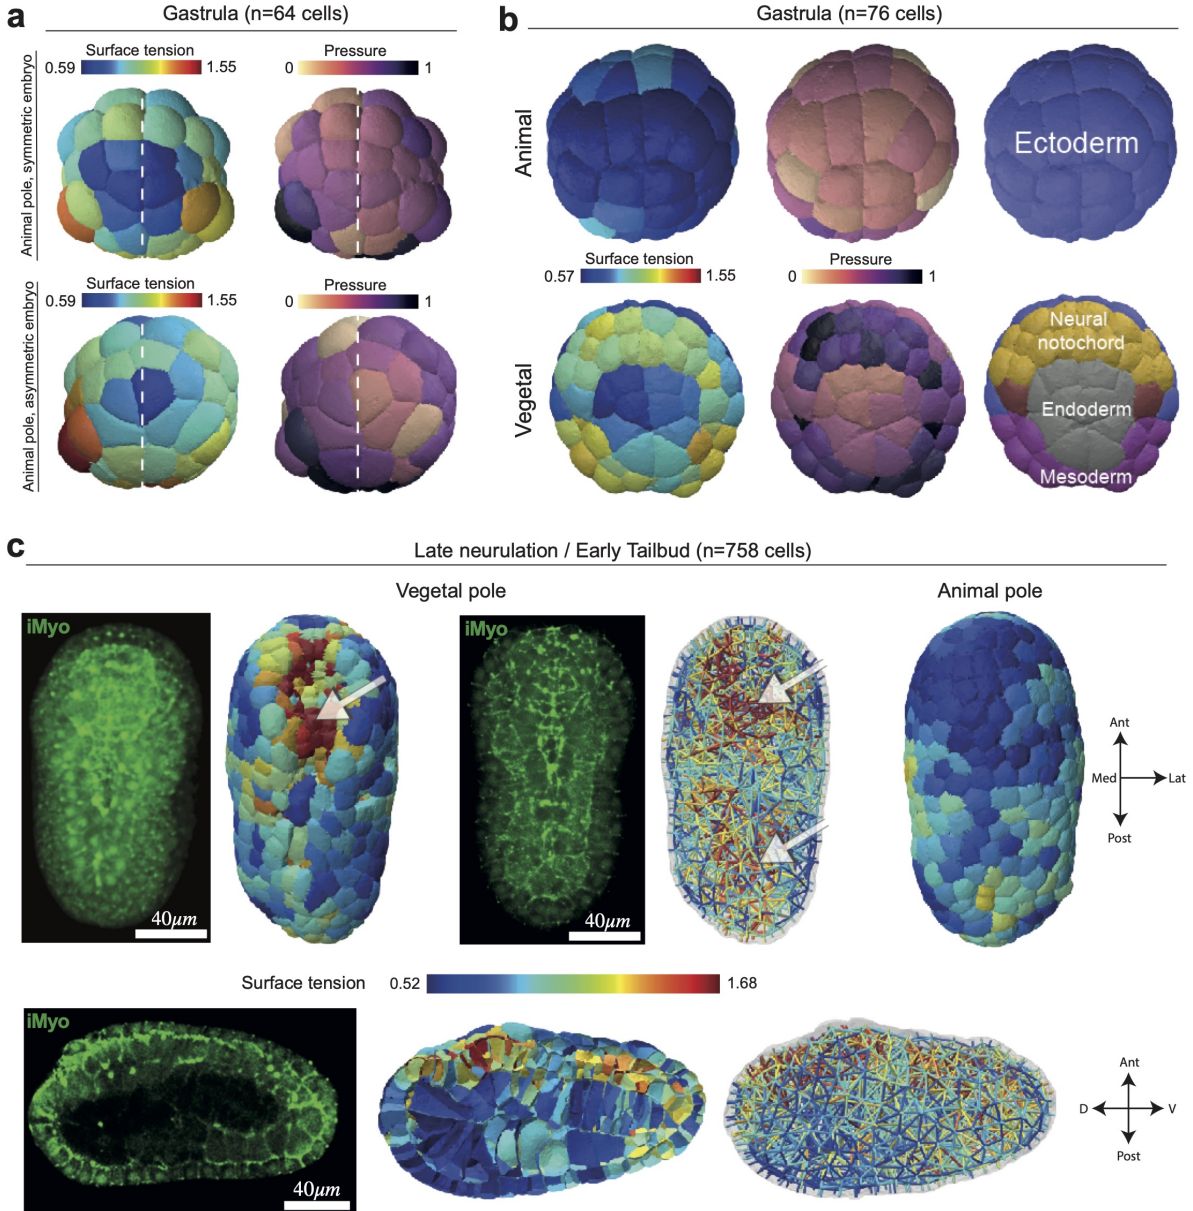 a
Gastrula (n=64 cells)
Animal pole, symmetric embryo
Surface tension
0.59
1.55
Pressure
0
1
Animal pole, asymmetric embryo
Surface tension
0.59
1.55
Pressure
0
1
b
Gastrula (n=76 cells)
Animal
Ectoderm
Surface tension
0.57
1.55
Pressure
0
1
Vegetal
Neural
notochord
Endoderm
Mesoderm
c
Late neurulation / Early Tailbud (n=758 cells)
Vegetal pole
Animal pole
iMyo
40μm
iMyo
40μm
Ant
Med
Lat
Post
Surface tension
0.52
1.68
iMyo
40μm
Ant
D
V
Post